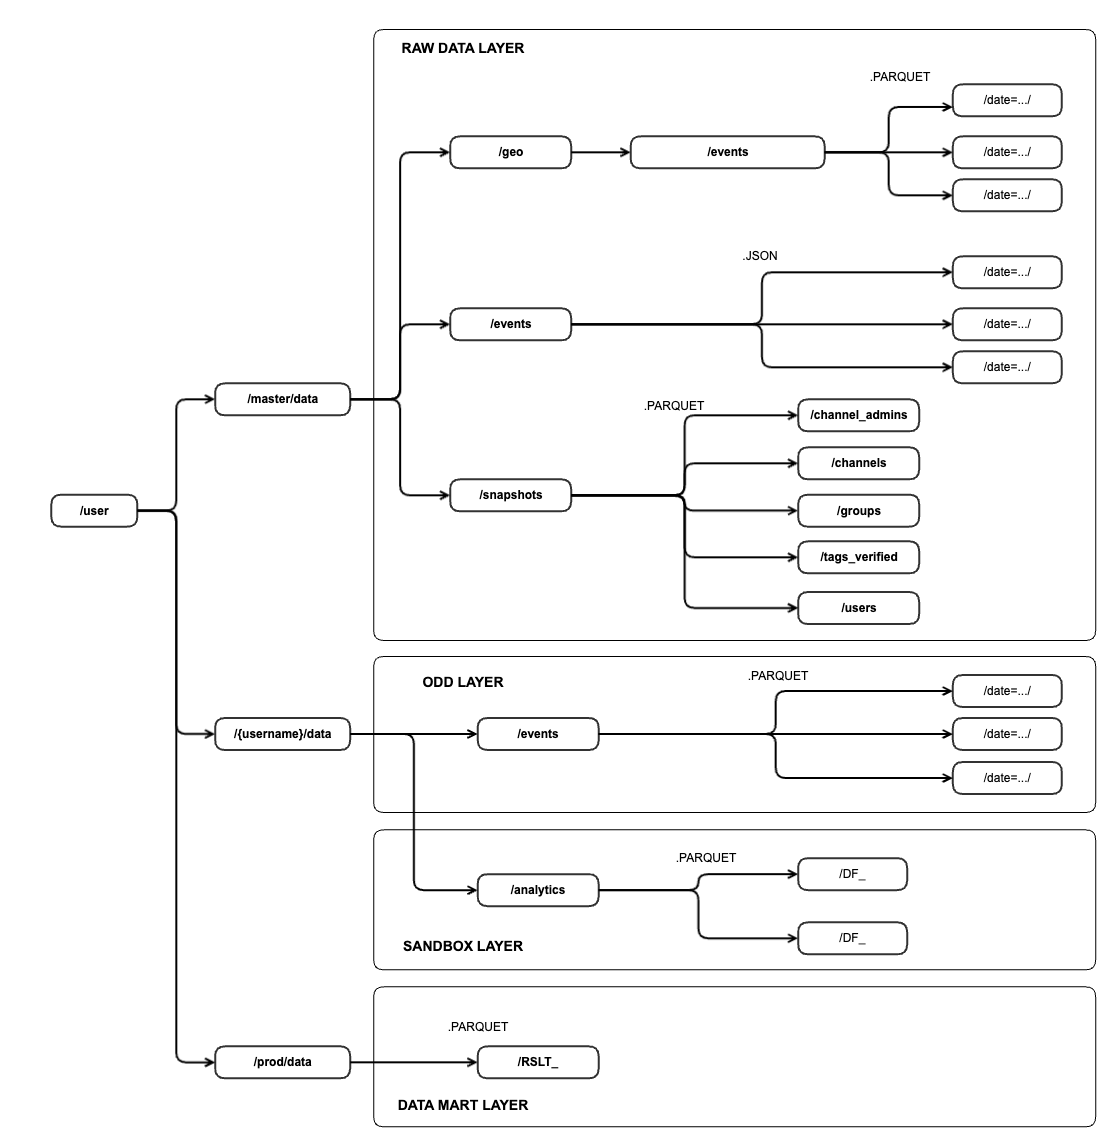 RAW DATA LAYER
.PARQUET
/date=.../
/geo
/events
/date=.../
/date=.../
.JSON
/date=.../
/events
/date=.../
/date=.../
/master/data
.PARQUET
/channel_admins
/channels
/snapshots
/groups
/user
/tags_verified
/users
ODD LAYER
.PARQUET
/date=.../
/{username}/data
/events
/date=.../
/date=.../
.PARQUET
/DF_
/analytics
/DF_
SANDBOX LAYER
.PARQUET
/prod/data
/RSLT_
DATA MART LAYER